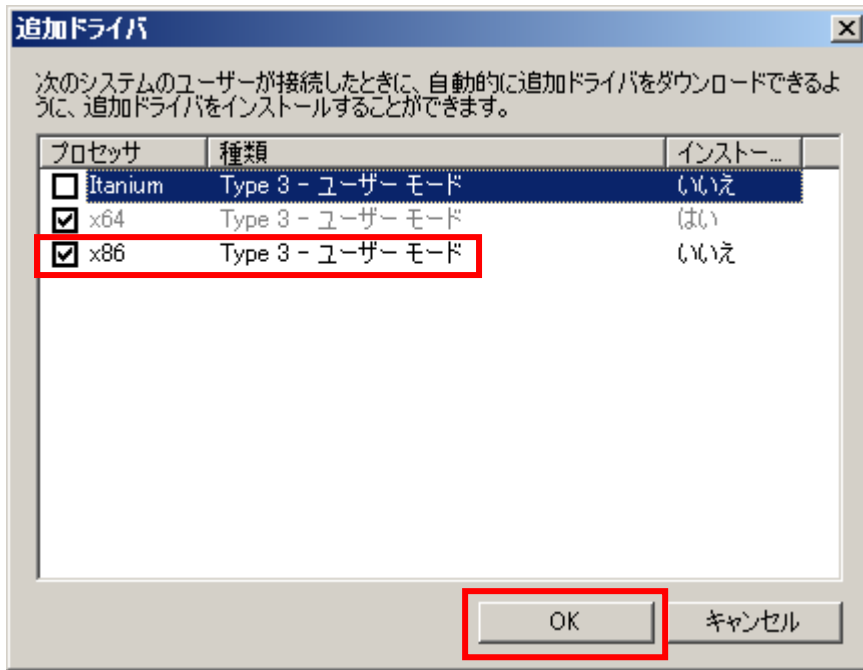 追加ドライバ
次のシステムのユーザーが接続したときに、自動的に追加ドライバをダウンロードできるよ
うに、追加ドライバをインストールすることができます。
プロセッサ 種類 インストー...
Itanium Type 3 - ユーザー モード いいえ
x64 Type 3 - ユーザー モード はい
x86 Type 3 - ユーザー モード いいえ
OK キャンセル